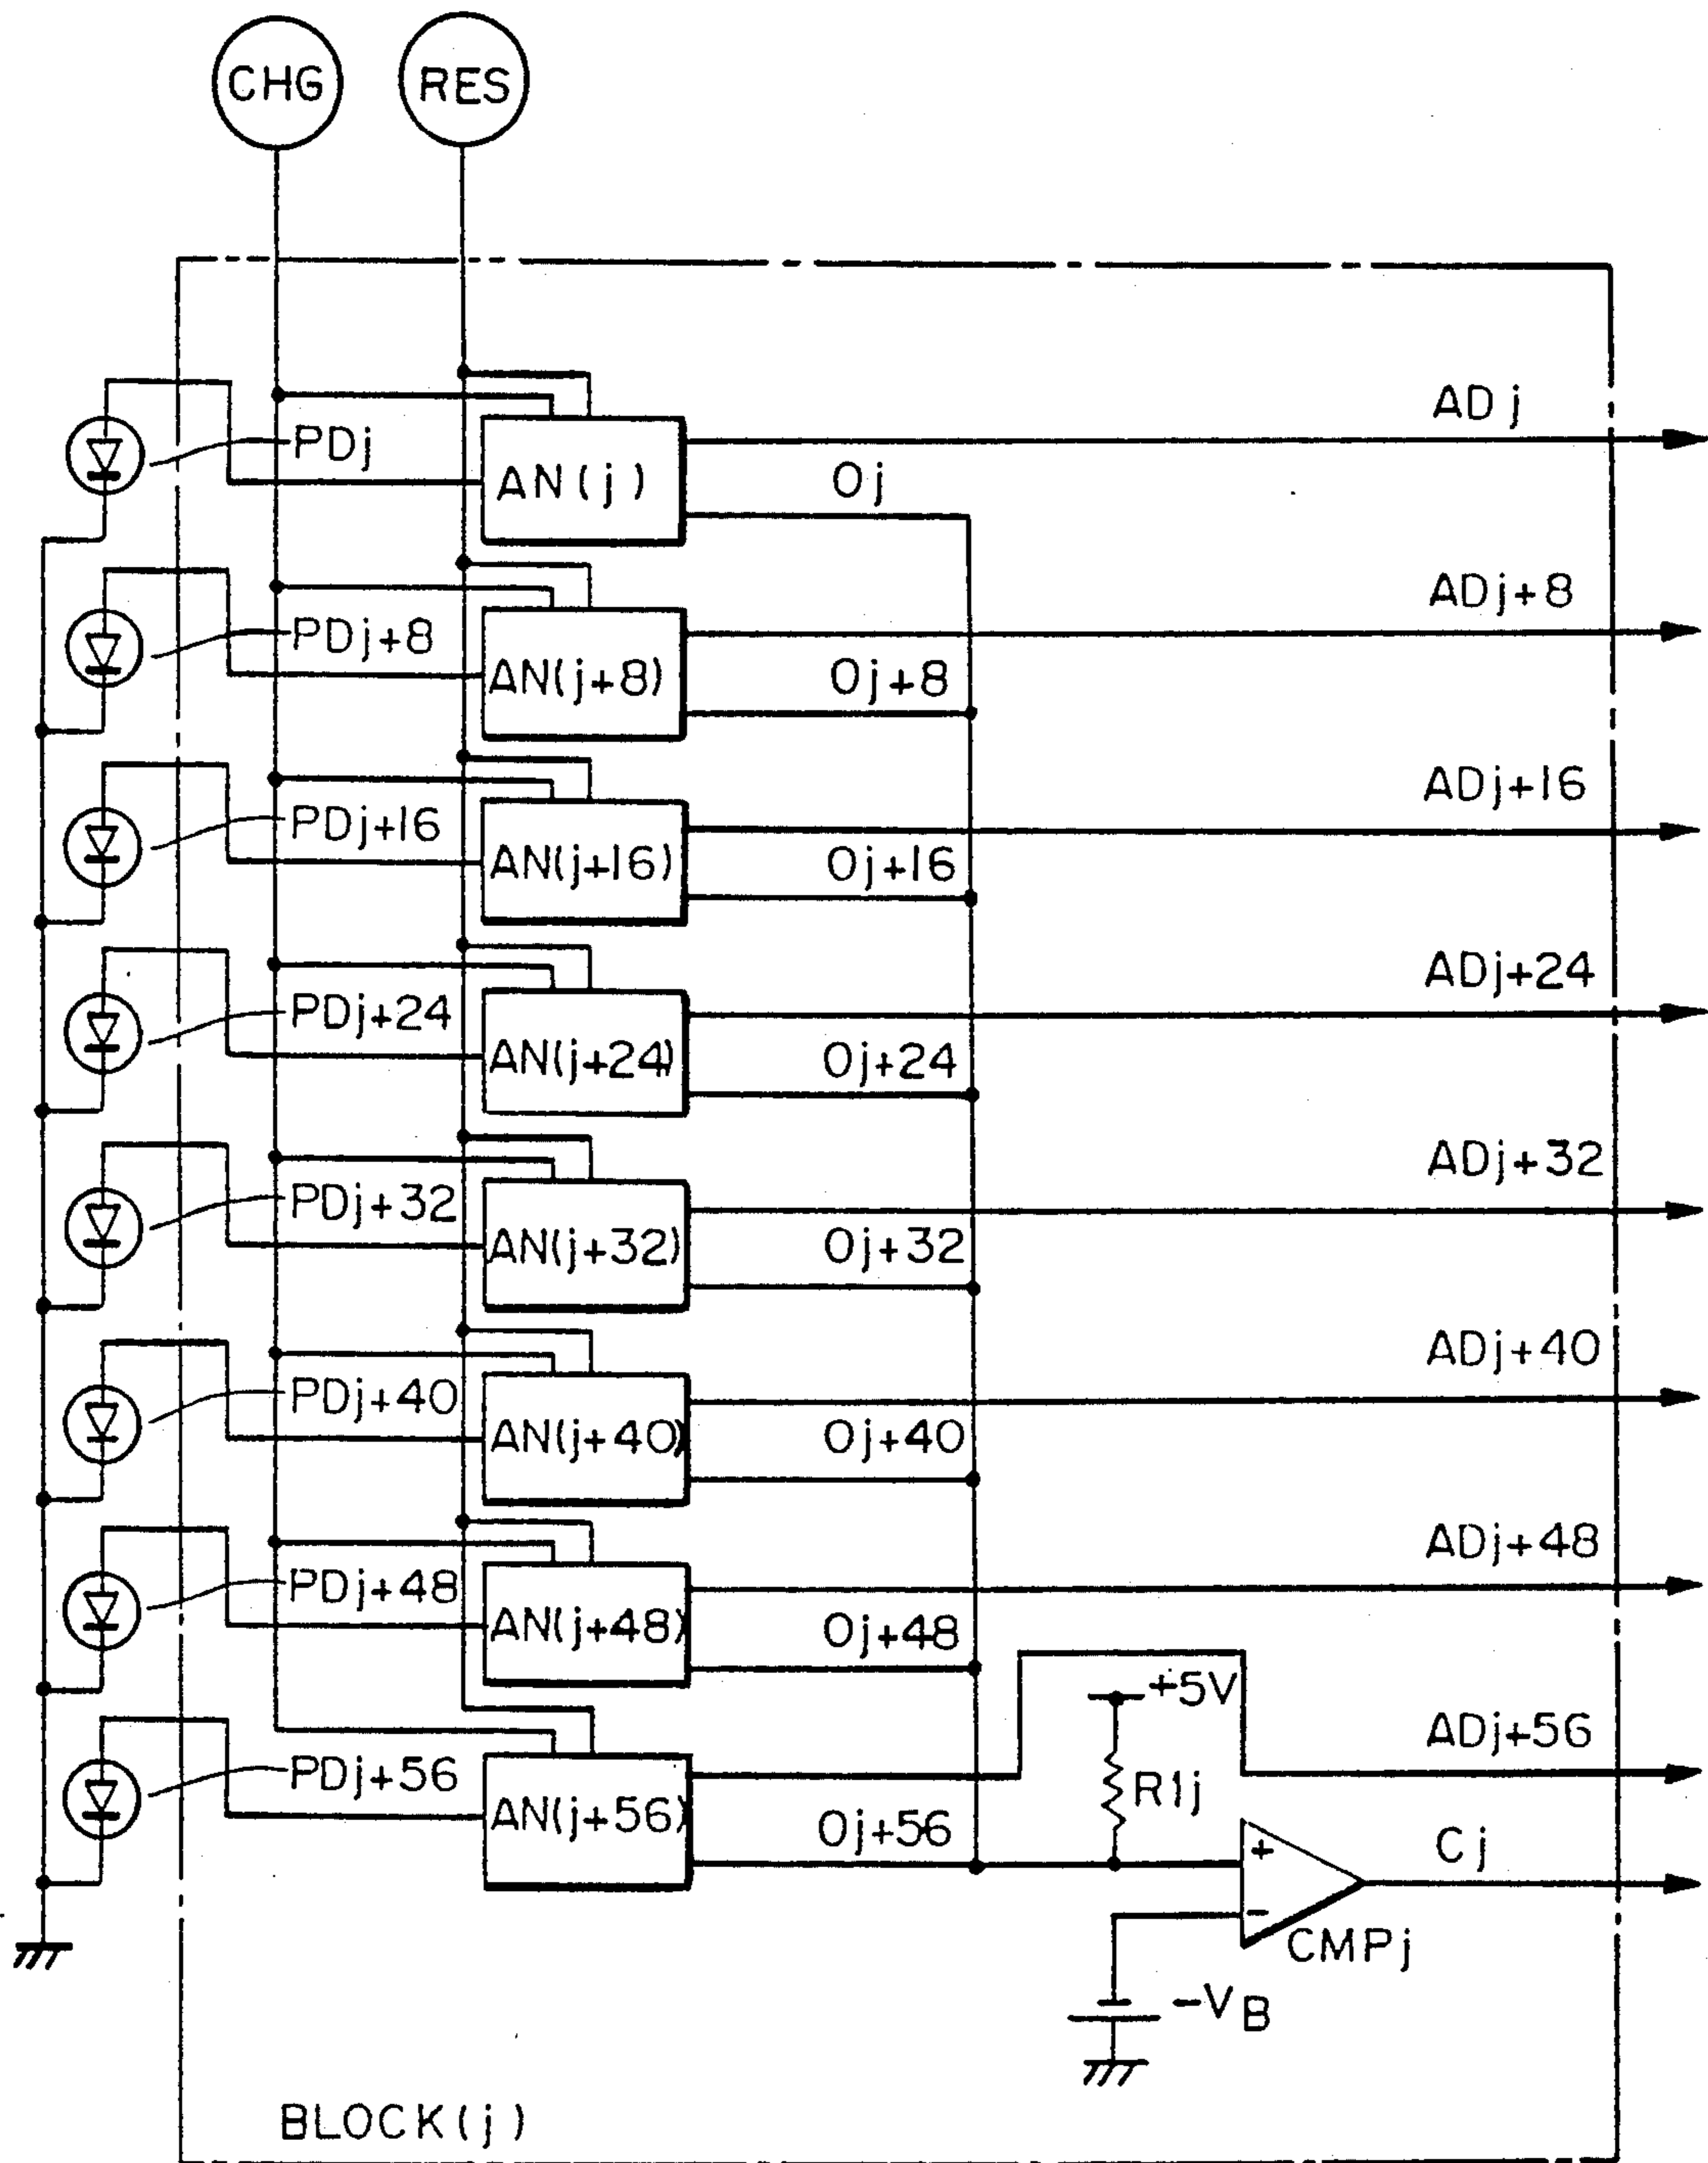 CHG RES
AD j
PDj
AN(j)
Oj
ADj+8
PDj+8
AN(j+8)
Oj+8
ADj+16
PDj+16
AN(j+16)
Oj+16
ADj+24
PDj+24
AN(j+24)
Oj+24
ADj+32
PDj+32
AN(j+32)
Oj+32
ADj+40
PDj+40
AN(j+40)
Oj+40
ADj+48
PDj+48
AN(j+48)
Oj+48
+5V
ADj+56
PDj+56
R1j
AN(j+56)
Oj+56
Cj
+
-
CMPj
-VB
BLOCK(j)